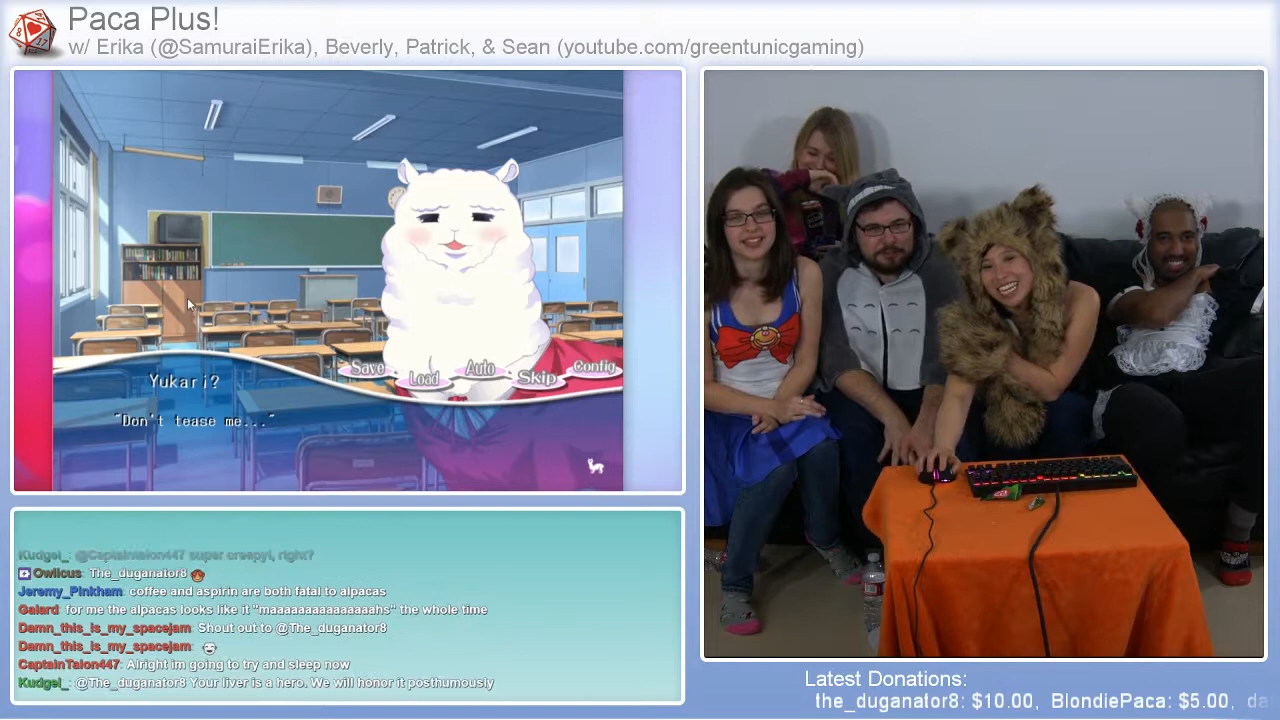 Paca Plus!
w/ Erika (@SamuraiErika), Beverly, Patrick, & Sean (youtube.com/greentunicgaming)
Save
Load
Auto
Skip
Config
Yukari?
"Don't tease me..."
Kudgel_: @Captaintalon447 super creepyl, right?
Owlicus: The_duganator8
Jeremy_Pinkham: coffee and aspirin are both fatal to alpacas
Galard: for me the alpacas looks like it "maaaaaaaaaaaaaaahs" the whole time
Damn_this_is_my_spacejam: Shout out to @The_duganator8
Damn_this_is_my_spacejam:
CaptainTalon447: Alright im going to try and sleep now
Kudgel_: @The_duganator8 Your liver is a hero. We will honor it posthumously
Latest Donations:
the_duganator8: $10.00, BlondiePaca: $5.00, da